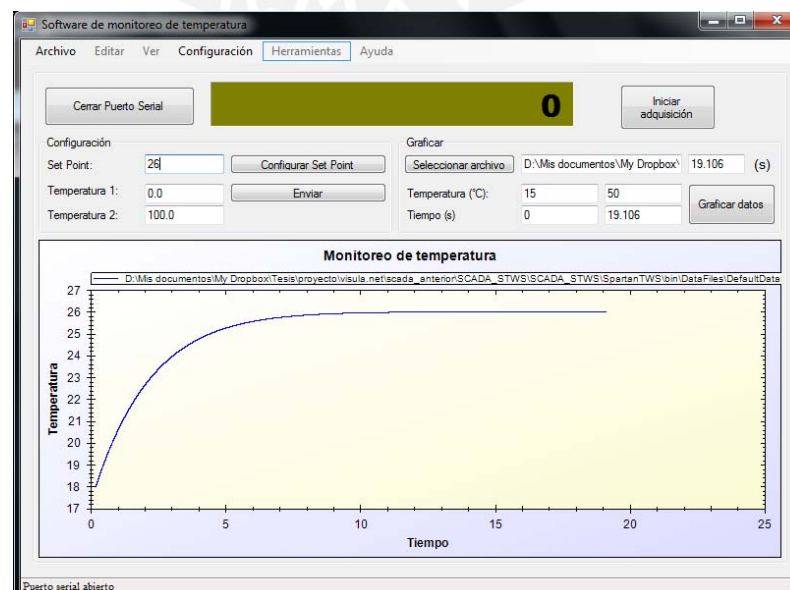 Software de monitoreo de temperatura
Archivo Editar Ver Configuración Herramientas Ayuda
Cerrar Puerto Serial
0
Iniciar adquisición
Configuración
Set Point: 26 Configurar Set Point
Temperatura 1: 0.0 Enviar
Temperatura 2: 100.0
Graficar
Seleccionar archivo D:\Mis documentos\My Dropbox\ 19.106 (s)
Temperatura (°C): 15 50
Tiempo (s) 0 19.106
Graficar datos
Monitoreo de temperatura
D:\Mis documentos\My Dropbox\Tesis\proyecto\visula.net\scada_anterior\SCADA_STWS\SCADA_STWS\SpartanTWS\bin\DataFiles\DefaultData
27
26
25
24
23
22
21
20
19
18
17
Temperatura
0 5 10 15 20 25
Tiempo
Puerto serial abierto